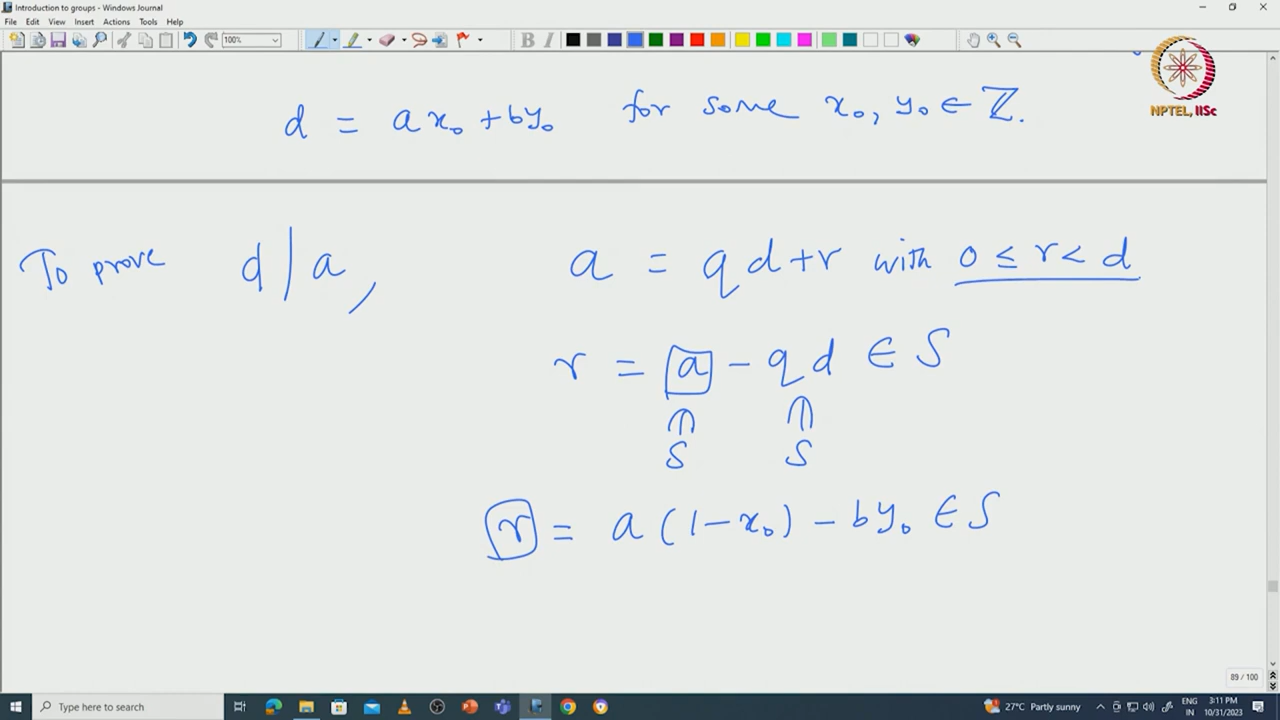 Introduction to groups - Windows Journal
File Edit View Insert Actions Tools Help
100%
B I
NPTEL, IISc
d = ax₀ + by₀ for some x₀, y₀ ∈ ℤ.
To prove d | a, a = qd + r with 0 ≤ r < d
r = a - qd ∈ S
⇑ ⇑
S S
r = a(1 - x₀) - by₀ ∈ S
89 / 100
Type here to search
27°C Partly sunny
ENG
IN
3:11 PM
10/31/2023